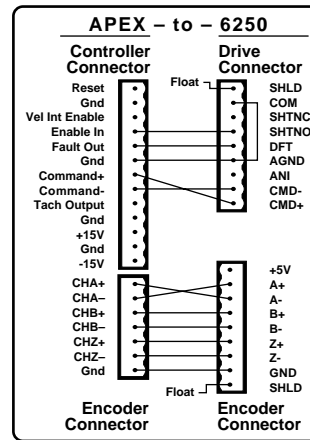 APEX – to – 6250
Controller Connector
Drive Connector
Reset
Gnd
Vel Int Enable
Enable In
Fault Out
Gnd
Command+
Command-
Tach Output
Gnd
+15V
Gnd
-15V
Float
SHLD
COM
SHTNC
SHTNO
DFT
AGND
ANI
CMD-
CMD+
CHA+
CHA–
CHB+
CHB–
CHZ+
CHZ–
Gnd
+5V
A+
A-
B+
B-
Z+
Z-
GND
SHLD
Float
Encoder Connector
Encoder Connector